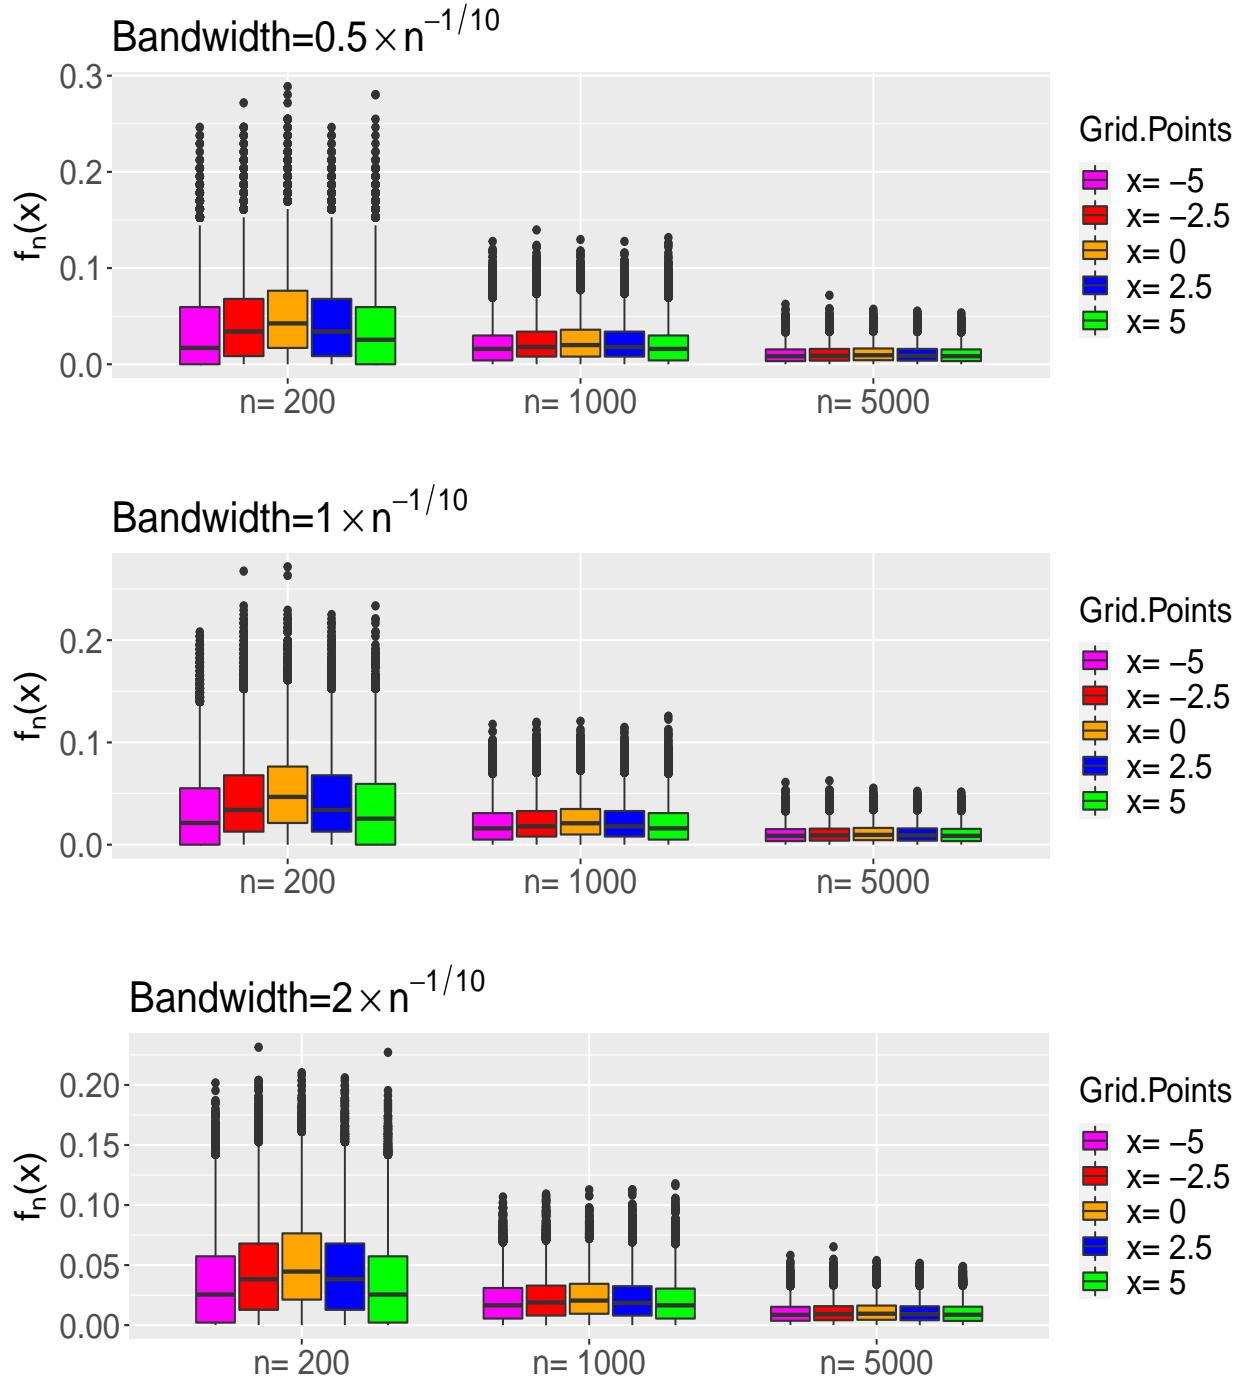 Bandwidth=0.5×n^−1/10
0.3
0.2
0.1
0.0
f_n(x)
n= 200 n= 1000 n= 5000
Grid.Points
x= −5
x= −2.5
x= 0
x= 2.5
x= 5
Bandwidth=1×n^−1/10
0.2
0.1
0.0
f_n(x)
n= 200 n= 1000 n= 5000
Grid.Points
x= −5
x= −2.5
x= 0
x= 2.5
x= 5
Bandwidth=2×n^−1/10
0.20
0.15
0.10
0.05
0.00
f_n(x)
n= 200 n= 1000 n= 5000
Grid.Points
x= −5
x= −2.5
x= 0
x= 2.5
x= 5